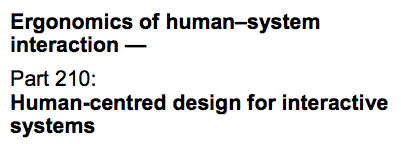 Ergonomics of human–system
interaction —
Part 210:
Human-centred design for interactive
systems